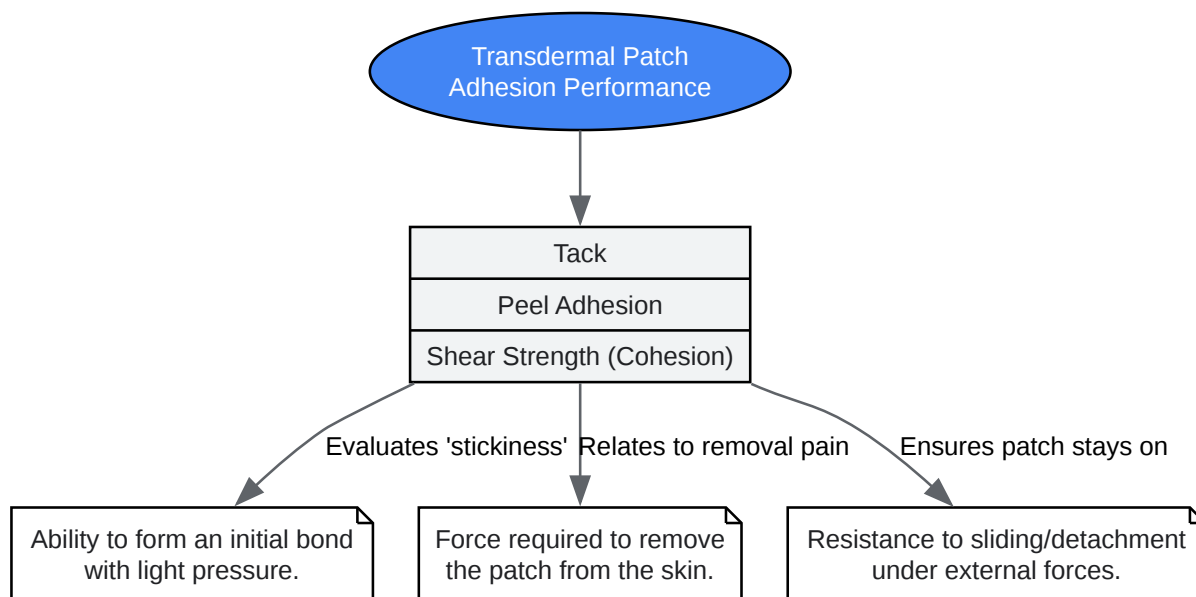 Transdermal Patch
Adhesion Performance
Tack
Peel Adhesion
Shear Strength (Cohesion)
Evaluates 'stickiness'
Relates to removal pain
Ensures patch stays on
Ability to form an initial bond
with light pressure.
Force required to remove
the patch from the skin.
Resistance to sliding/detachment
under external forces.